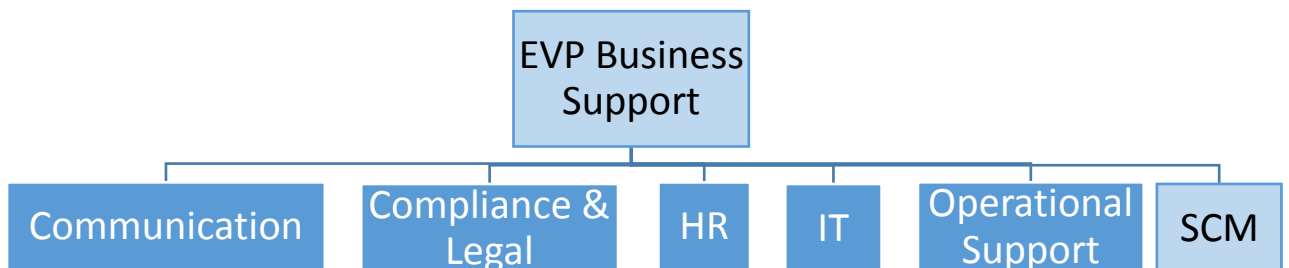 EVP Business
Support
Communication
Compliance &
Legal
HR
IT
Operational
Support
SCM